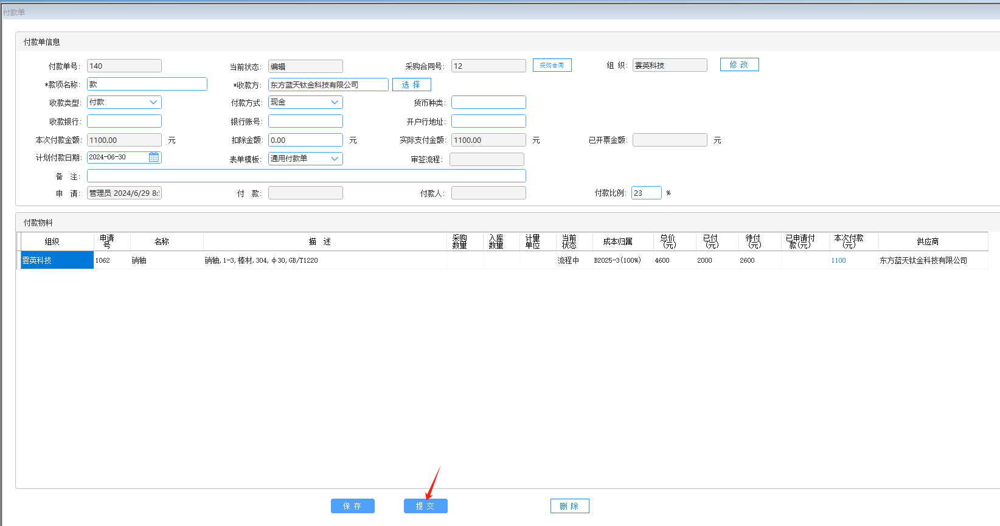 付款单
付款单信息
付款单号: 140 当前状态: 编辑 采购合同号: 12 采购合同 组 织: 雲英科技 修 改
*款项名称: 款 *收款方: 东方蓝天钛金科技有限公司 选 择
收款类型: 付款 付款方式: 现金 货币种类:
收款银行: 银行账号: 开户行地址:
本次付款金额: 1100.00 元 扣除金额: 0.00 元 实际支付金额: 1100.00 元 已开票金额: 元
计划付款日期: 2024-06-30 表单模板: 通用付款单 审签流程:
备 注:
申 请: 管理员 2024/6/29 8: 付 款: 付款人: 付款比例: 23 %
付款物料
组织 申请号 名称 描 述 采购数量 入库数量 计量单位 当前状态 成本归属 总价(元) 已付(元) 待付(元) 已申请付款(元) 本次付款(元) 供应商
雲英科技 1062 销轴 销轴,1-3,棒材,304,φ30,GB/T1220 流程中 B2025-3(100%) 4600 2000 2600 1100 东方蓝天钛金科技有限公司
保 存 提 交 删 除